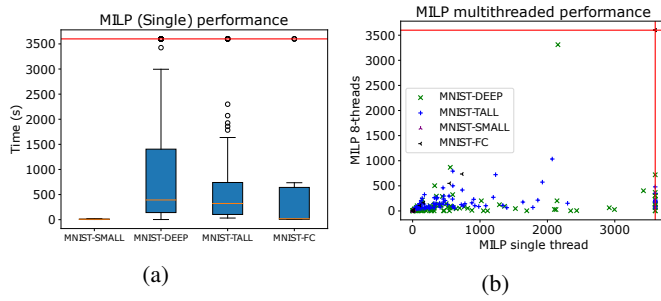 MILP (Single) performance
Time (s)
3500
3000
2500
2000
1500
1000
500
0
MNIST-SMALL MNIST-DEEP MNIST-TALL MNIST-FC
(a)
MILP multithreaded performance
MILP 8-threads
3500
3000
2500
2000
1500
1000
500
0
MNIST-DEEP
MNIST-TALL
MNIST-SMALL
MNIST-FC
0 1000 2000 3000
MILP single thread
(b)